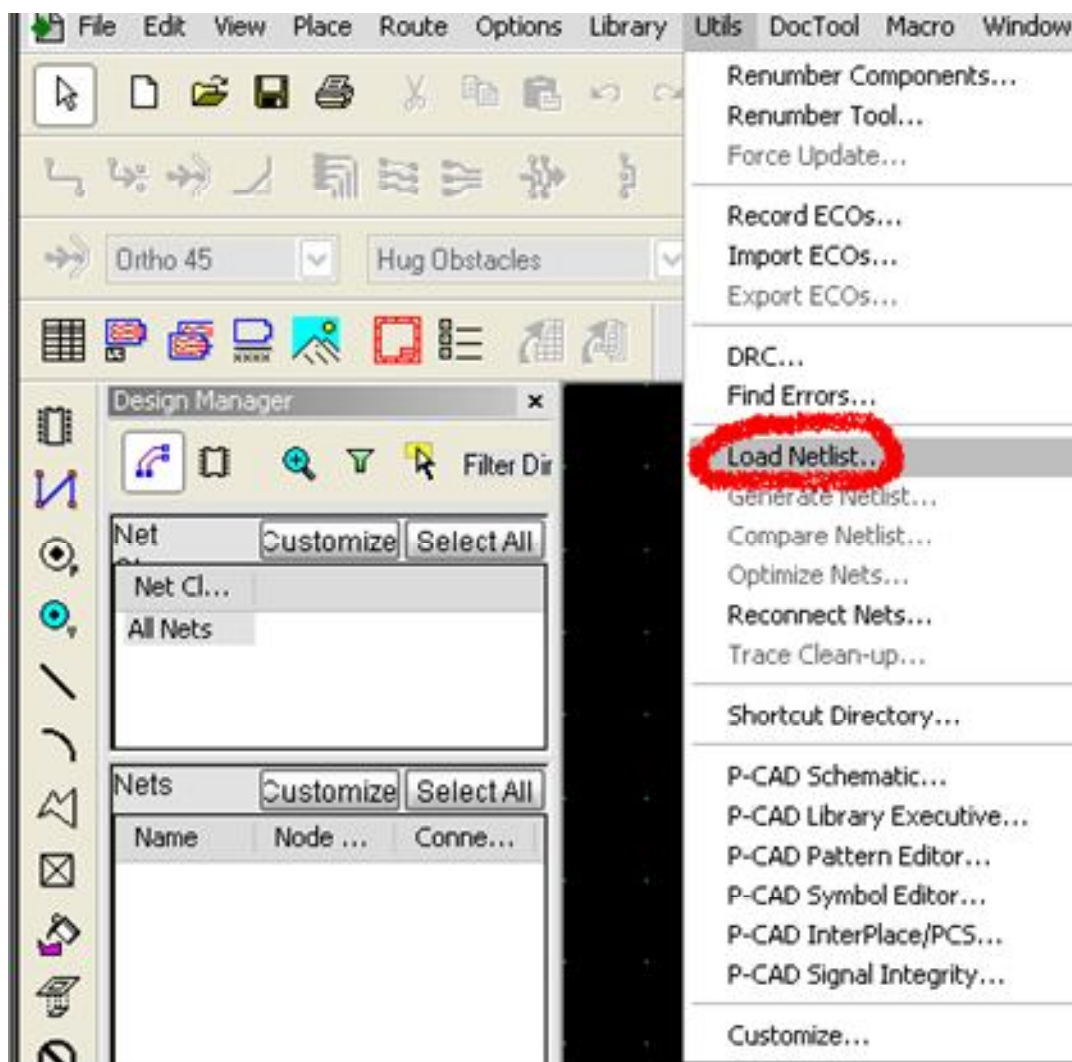 File Edit View Place Route Options Library Utils DocTool Macro Window
Renumber Components...
Renumber Tool...
Force Update...
Record ECOs...
Import ECOs...
Export ECOs...
DRC...
Find Errors...
Load Netlist...
Generate Netlist...
Compare Netlist...
Optimize Nets...
Reconnect Nets...
Trace Clean-up...
Shortcut Directory...
P-CAD Schematic...
P-CAD Library Executive...
P-CAD Pattern Editor...
P-CAD Symbol Editor...
P-CAD InterPlace/PCS...
P-CAD Signal Integrity...
Customize...
Ortho 45 Hug Obstacles
Design Manager
Filter Dir
Net Customize Select All
Net Cl...
All Nets
Nets Customize Select All
Name Node ... Conne...